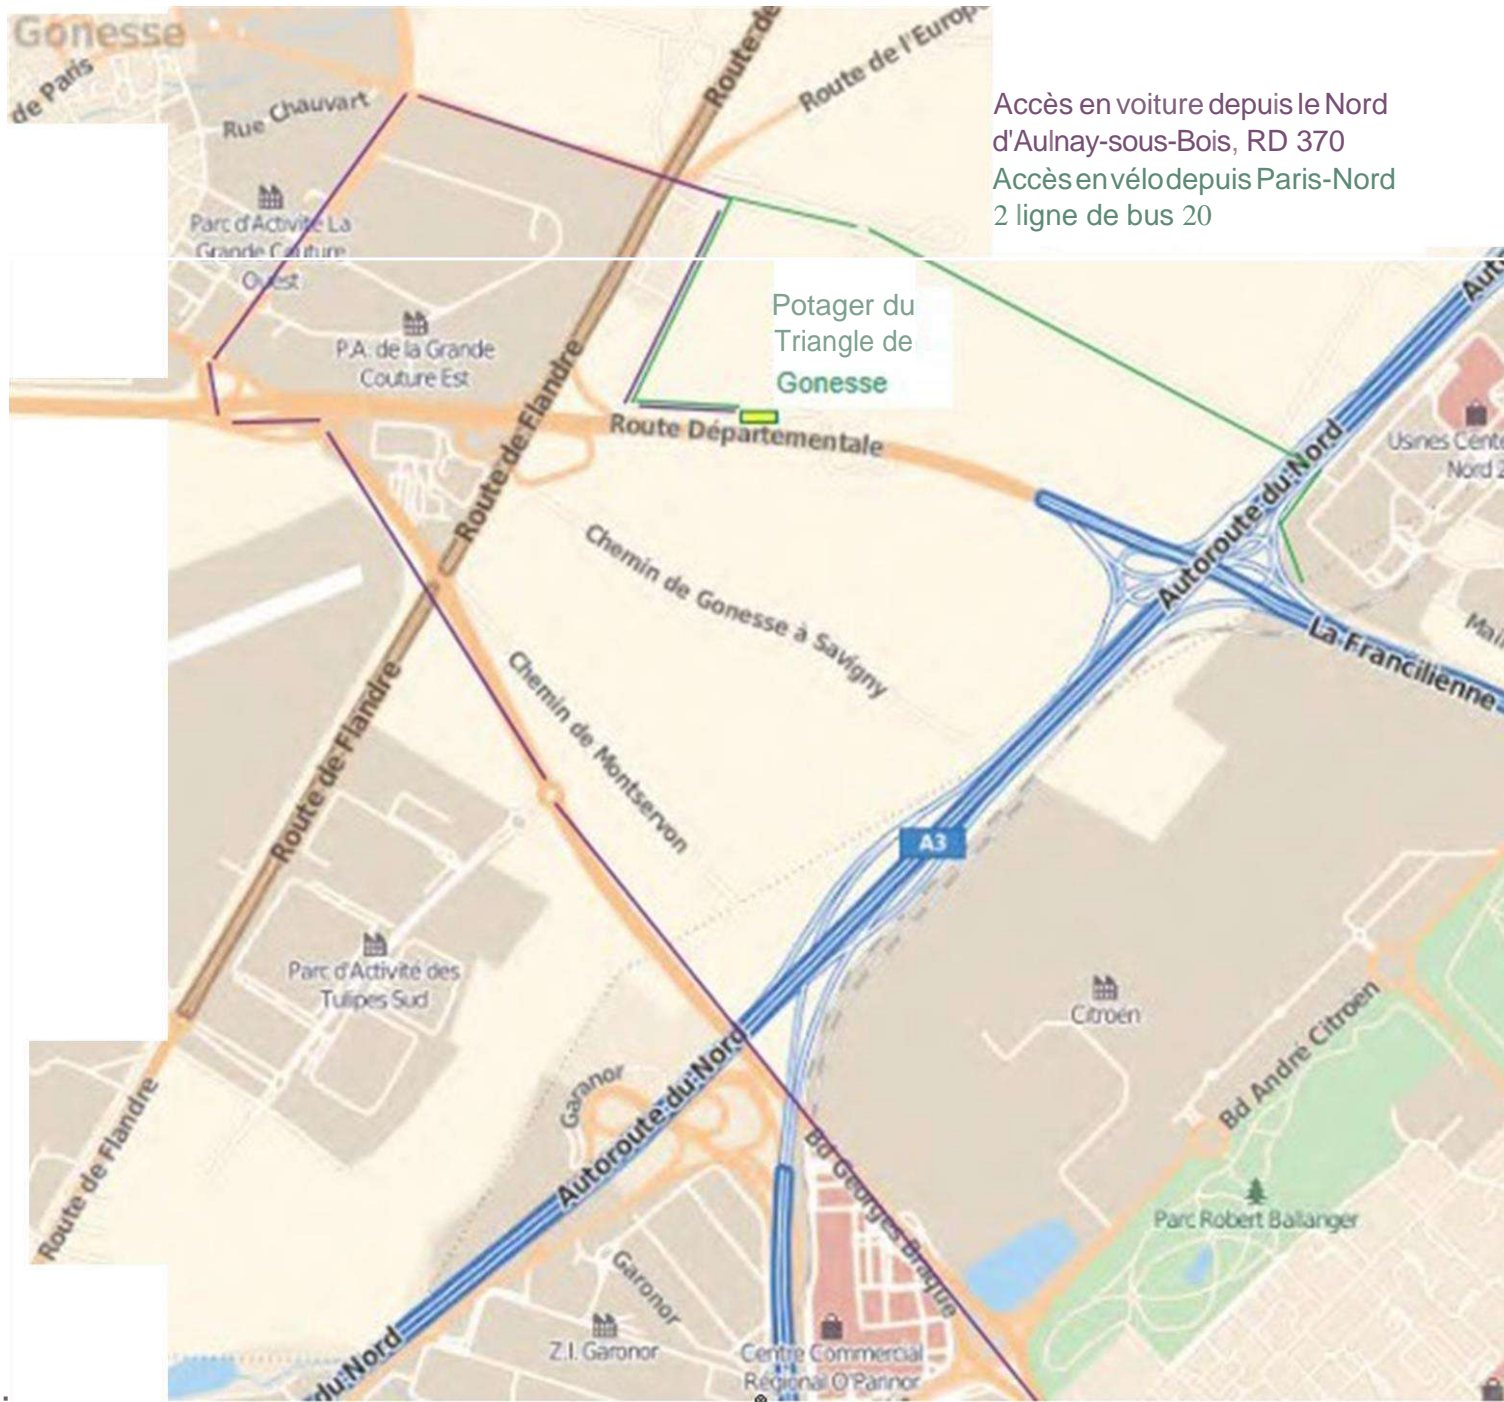 Gonesse
de Paris
Rue Chauvart
Route de
Route de l'Europe
Accès en voiture depuis le Nord
d'Aulnay-sous-Bois, RD 370
Accès en vélo depuis Paris-Nord
2 ligne de bus 20
Parc d'Activité La
Grande Couture
Ouest
P.A. de la Grande
Couture Est
Potager du
Triangle de
Gonesse
Route de Flandre
Route Départementale
Autoroute du Nord
Usines Cente
Nord 2
Chemin de Gonesse à Savigny
Chemin de Montservon
La Francilienne
Route de Flandre
A3
Parc d'Activité des
Tulipes Sud
Citroën
Bd André Citroën
Garonor
Autoroute du Nord
Bd Georges Braque
Route de Flandre
Parc Robert Ballanger
Garonor
Z.I. Garonor
Centre Commercial
Régional O'Parinor
du Nord